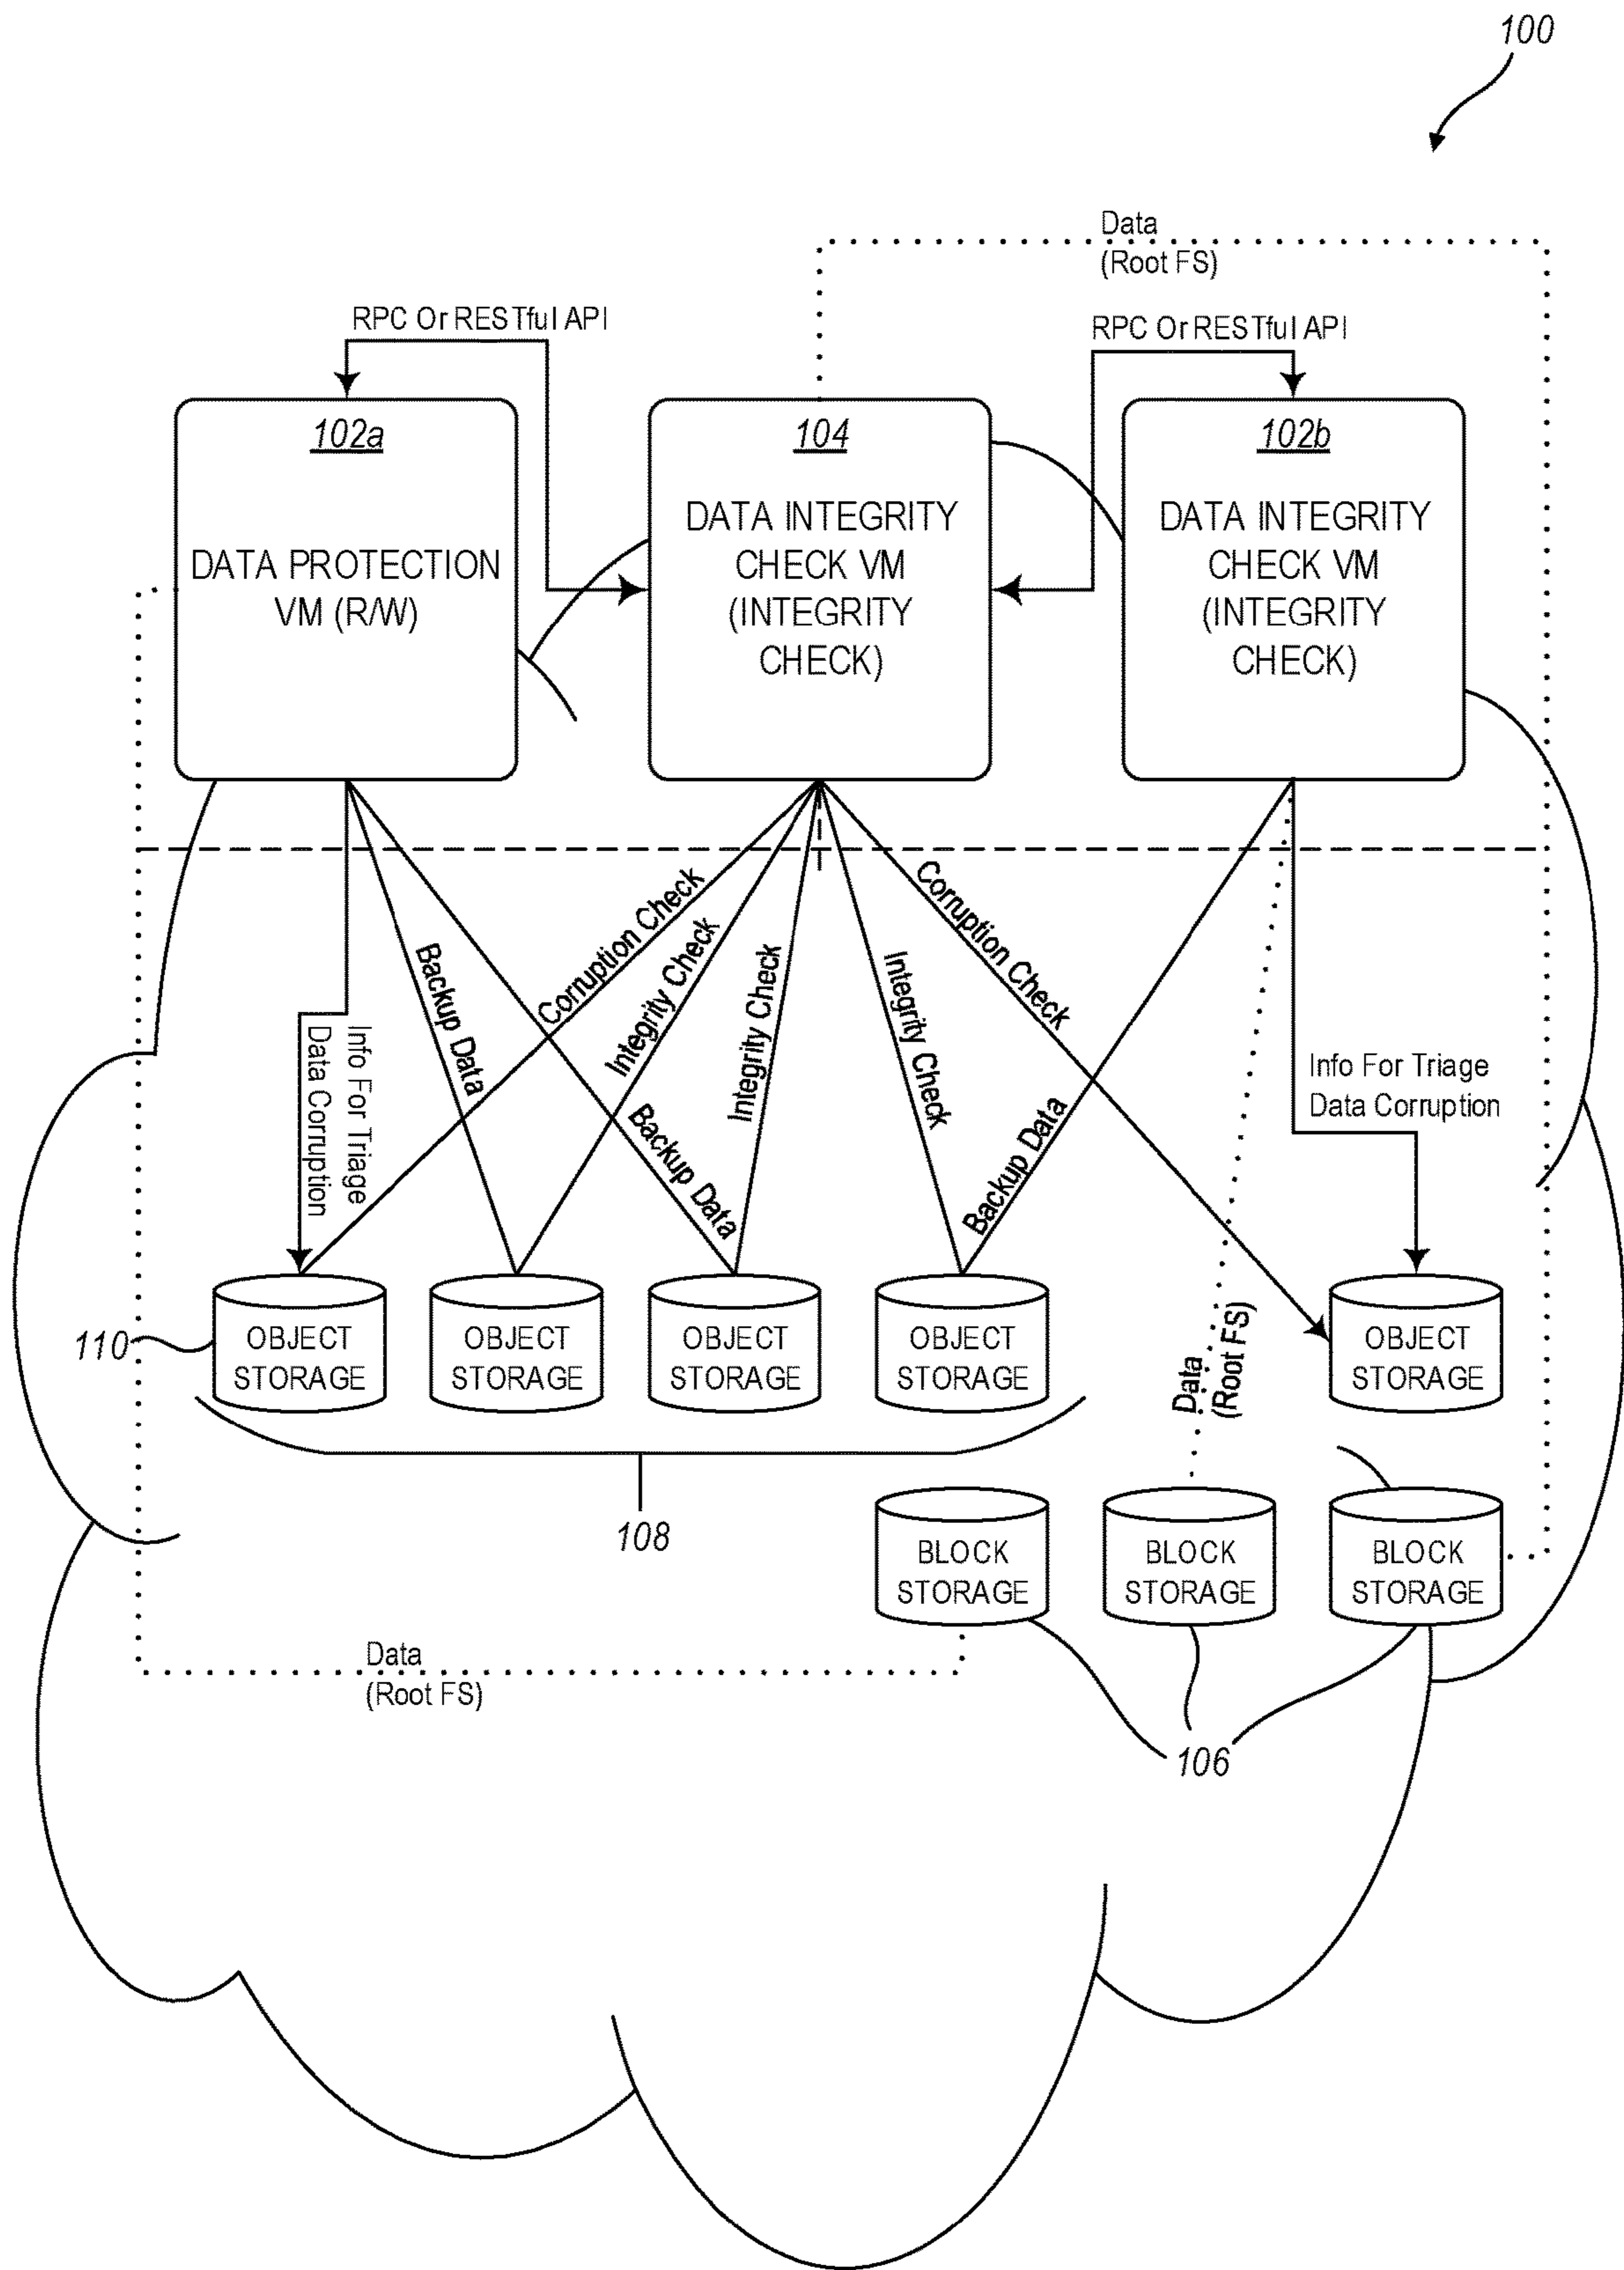 100
Data
(Root FS)
RPC Or RESTful API
RPC Or RESTful API
102a
DATA PROTECTION
VM (R/W)
104
DATA INTEGRITY
CHECK VM
(INTEGRITY
CHECK)
102b
DATA INTEGRITY
CHECK VM
(INTEGRITY
CHECK)
Info For Triage
Data Corruption
Backup Data
Corruption Check
Integrity Check
Backup Data
Integrity Check
Integrity Check
Corruption Check
Backup Data
Info For Triage
Data Corruption
Data
(Root FS)
110
OBJECT
STORAGE
OBJECT
STORAGE
OBJECT
STORAGE
OBJECT
STORAGE
OBJECT
STORAGE
108
BLOCK
STORAGE
BLOCK
STORAGE
BLOCK
STORAGE
Data
(Root FS)
106